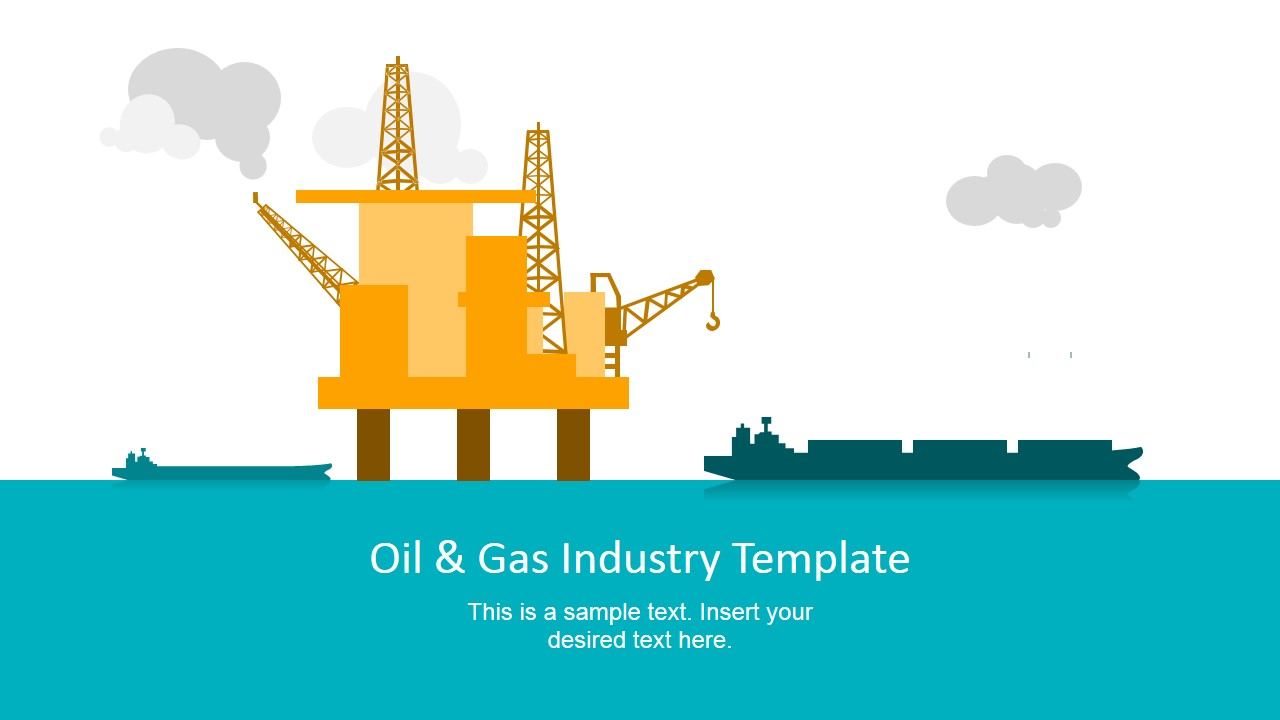 Oil & Gas Industry Template
This is a sample text. Insert your
desired text here.